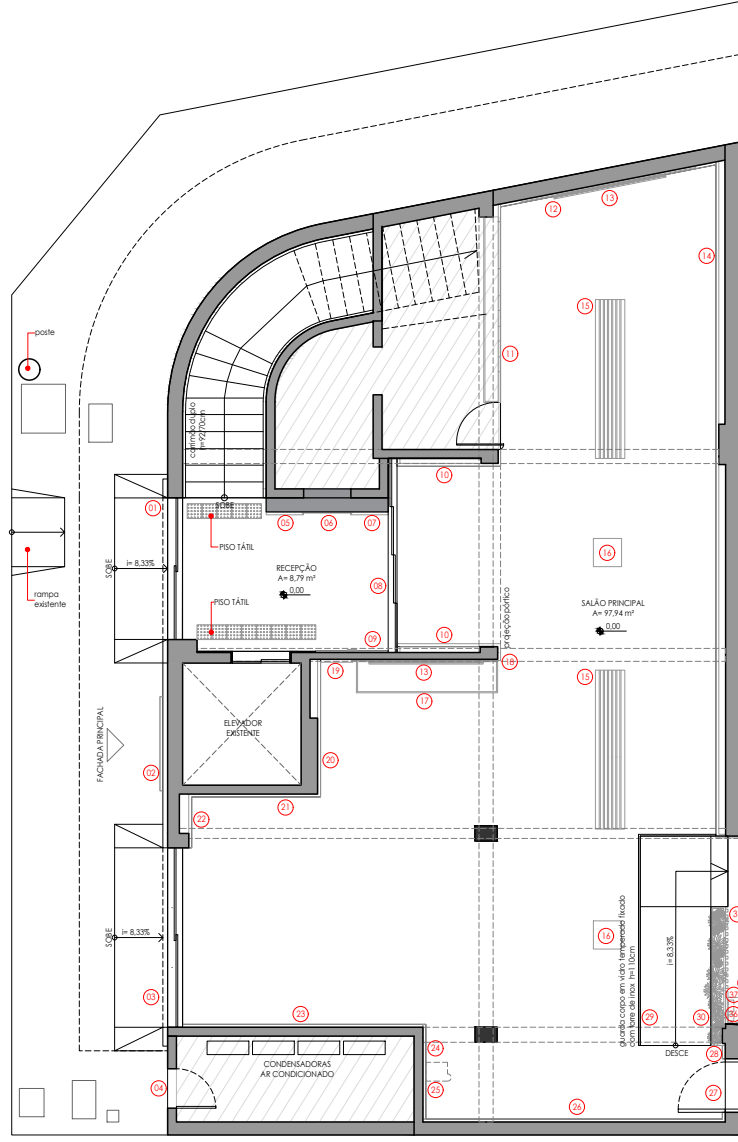 13
12
14
15
poste
11
corrimão duplo
h=92/70cm
10
01
SOBE
05
06
07
16
PISO TÁTIL
SOBE
i= 8,33%
RECEPÇÃO
A= 8,79 m²
0,00
08
rampa
existente
PISO TÁTIL
projeção pórtico
SALÃO PRINCIPAL
A= 97,94 m²
0,00
10
09
18
19
13
15
17
ELEVADOR
EXISTENTE
FACHADA PRINCIPAL
20
02
21
22
guarda corpo em vidro temperado fixado
com torre de inox h=110cm
SOBE
i= 8,33%
16
i= 8,33%
03
23
29
30
37
24
DESCE
28
CONDENSADORAS
AR CONDICIONADO
04
25
27
26